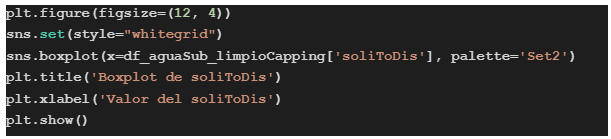 plt.figure(figsize=(12, 4))
sns.set(style="whitegrid")
sns.boxplot(x=df_aguaSub_limpioCapping['soliToDis'], palette='Set2')
plt.title('Boxplot de soliToDis')
plt.xlabel('Valor del soliToDis')
plt.show()